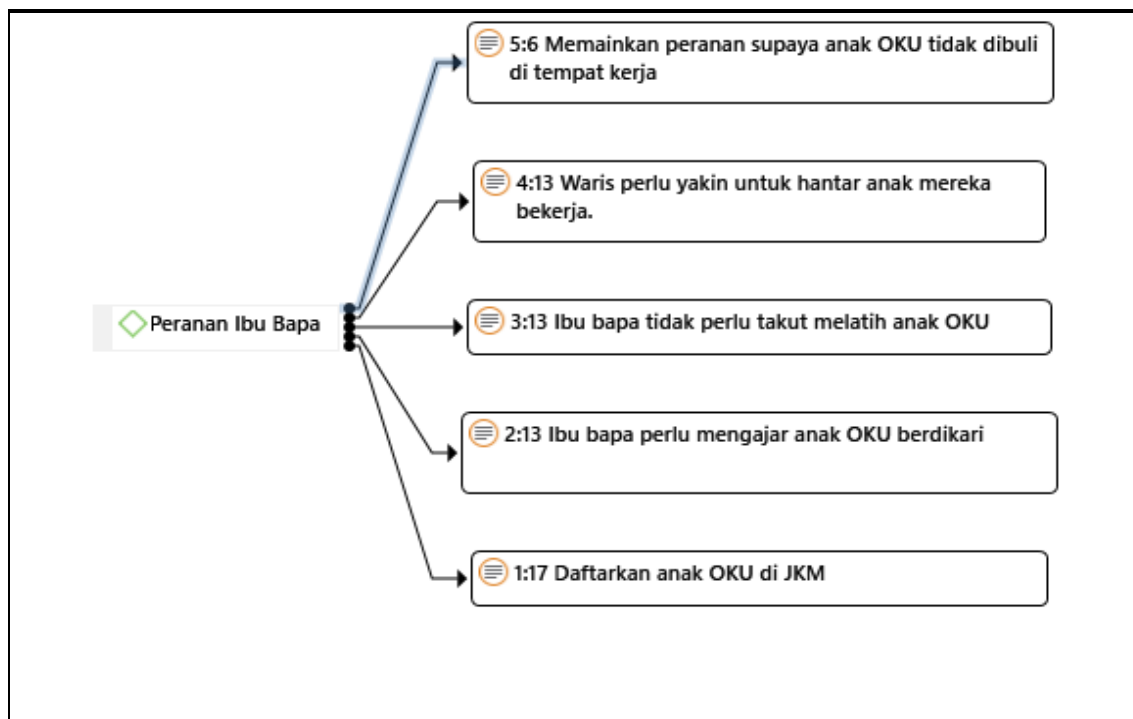 5:6 Memainkan peranan supaya anak OKU tidak dibuli
di tempat kerja
4:13 Waris perlu yakin untuk hantar anak mereka
bekerja.
Peranan Ibu Bapa
3:13 Ibu bapa tidak perlu takut melatih anak OKU
2:13 Ibu bapa perlu mengajar anak OKU berdikari
1:17 Daftarkan anak OKU di JKM